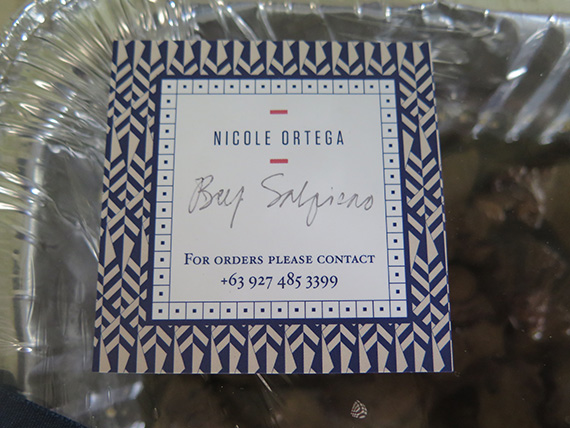 NICOLE ORTEGA
Beef Salpicao
FOR ORDERS PLEASE CONTACT
+63 927 485 3399